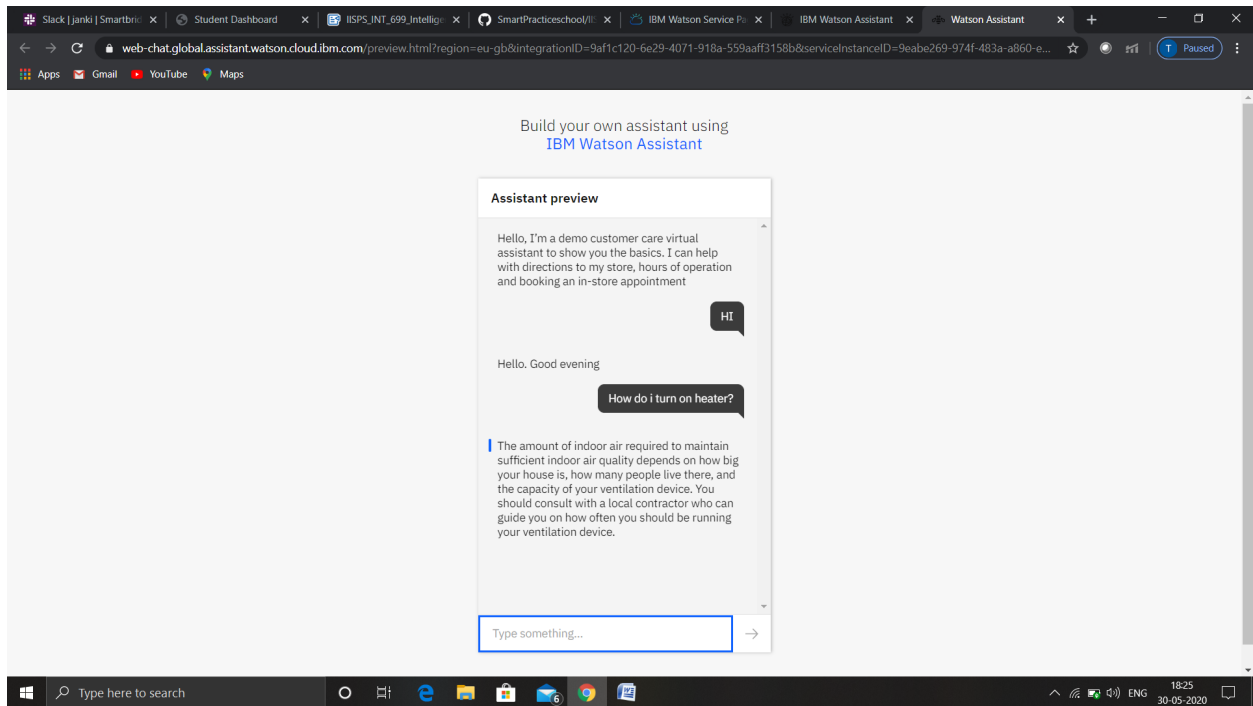 Slack | janki | Smartbrid
Student Dashboard
IISPS_INT_699_Intellige
SmartPracticeschool/II
IBM Watson Service Pa
IBM Watson Assistant
Watson Assistant
web-chat.global.assistant.watson.cloud.ibm.com/preview.html?region=eu-gb&integrationID=9af1c120-6e29-4071-918a-559aaff3158b&serviceInstanceID=9eabe269-974f-483a-a860-e...
T Paused
Apps
Gmail
YouTube
Maps
Build your own assistant using
IBM Watson Assistant
Assistant preview
Hello, I'm a demo customer care virtual
assistant to show you the basics. I can help
with directions to my store, hours of operation
and booking an in-store appointment
HI
Hello. Good evening
How do i turn on heater?
The amount of indoor air required to maintain
sufficient indoor air quality depends on how big
your house is, how many people live there, and
the capacity of your ventilation device. You
should consult with a local contractor who can
guide you on how often you should be running
your ventilation device.
Type something...
Type here to search
6
ENG
18:25
30-05-2020